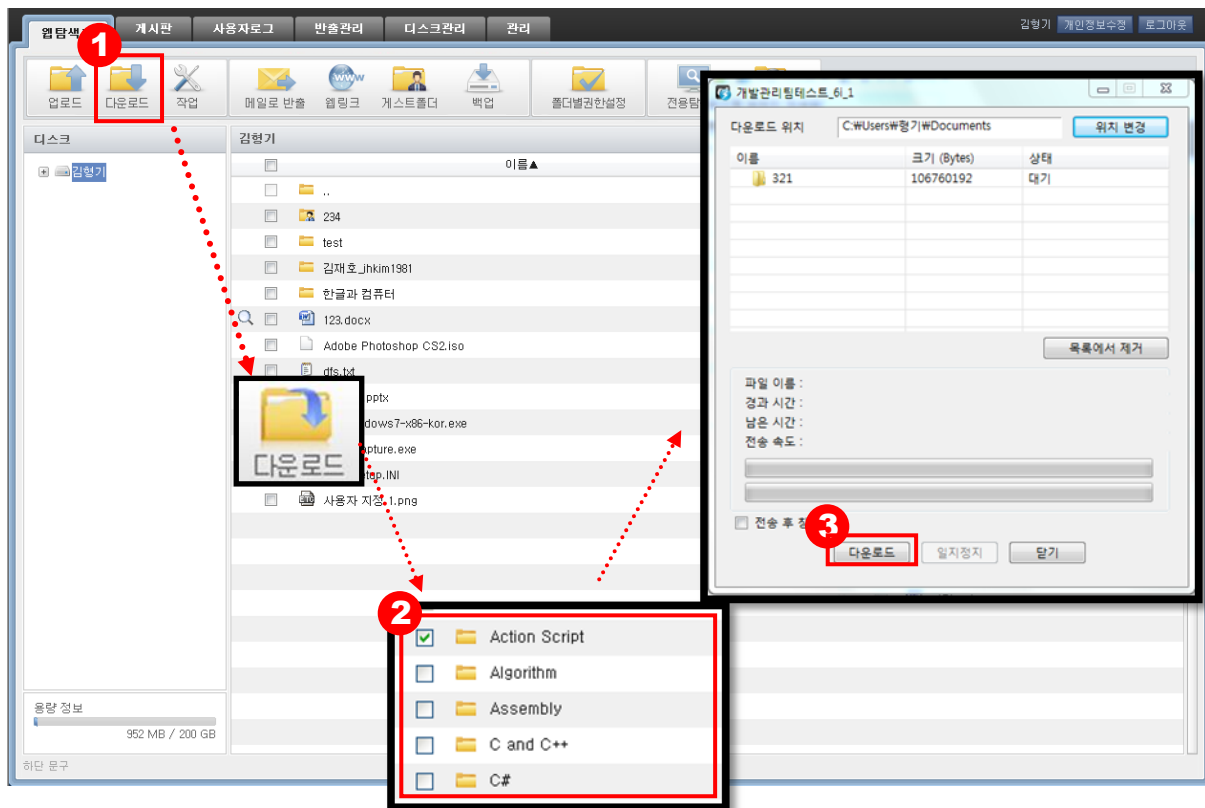 웹탐색 게시판 사용자로그 반출관리 디스크관리 관리
김형기 개인정보수정 로그아웃
1
업로드 다운로드 작업 메일로 반출 웹링크 게스트폴더 백업 폴더별권한설정
디스크
김형기
김형기
이름▲
..
234
test
김재호_jhkim1981
한글과 컴퓨터
123.docx
Adobe Photoshop CS2.iso
dfs.txt
pptx
dows7-x86-kor.exe
pture.exe
top.INI
사용자 지정 1.png
다운로드
용량 정보
952 MB / 200 GB
하단 문구
2
Action Script
Algorithm
Assembly
C and C++
C#
개발관리팀테스트_6i_1
다운로드 위치 C:₩Users₩형기₩Documents 위치 변경
이름 크기 (Bytes) 상태
321 106760192 대기
목록에서 제거
파일 이름 :
경과 시간 :
남은 시간 :
전송 속도 :
전송 후
3
다운로드 일지정지 닫기